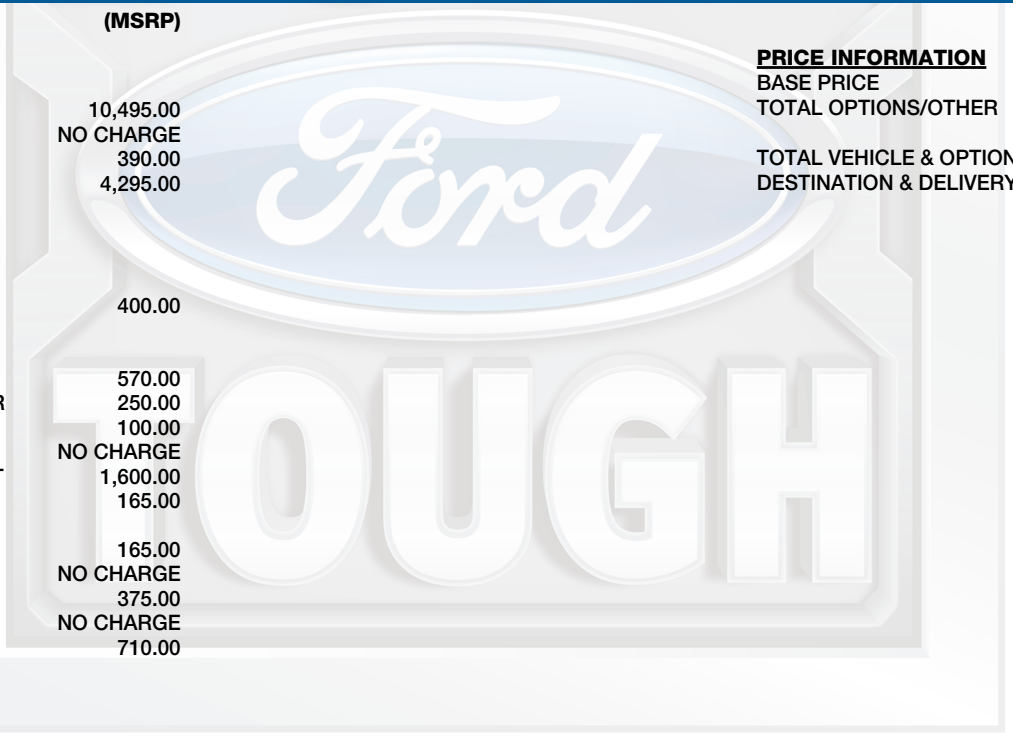 (MSRP)
10,495.00
NO CHARGE
390.00
4,295.00
400.00
570.00
R 250.00
100.00
NO CHARGE
1,600.00
165.00
165.00
NO CHARGE
375.00
NO CHARGE
710.00
PRICE INFORMATION
BASE PRICE
TOTAL OPTIONS/OTHER
TOTAL VEHICLE & OPTION
DESTINATION & DELIVERY
Ford
TOUGH